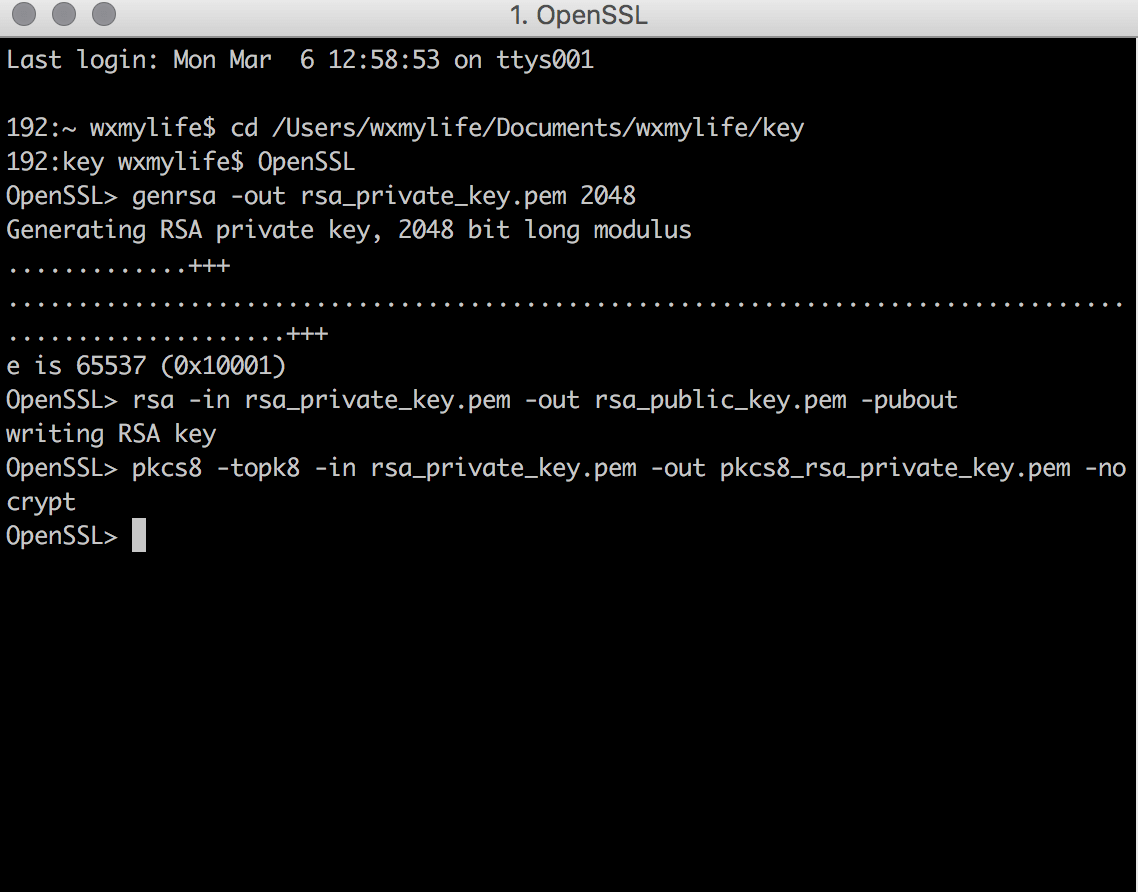 1. OpenSSL
Last login: Mon Mar  6 12:58:53 on ttys001
192:~ wxmylife$ cd /Users/wxmylife/Documents/wxmylife/key
192:key wxmylife$ OpenSSL
OpenSSL> genrsa -out rsa_private_key.pem 2048
Generating RSA private key, 2048 bit long modulus
.............+++
................................................................................
....................+++
e is 65537 (0x10001)
OpenSSL> rsa -in rsa_private_key.pem -out rsa_public_key.pem -pubout
writing RSA key
OpenSSL> pkcs8 -topk8 -in rsa_private_key.pem -out pkcs8_rsa_private_key.pem -no
crypt
OpenSSL>